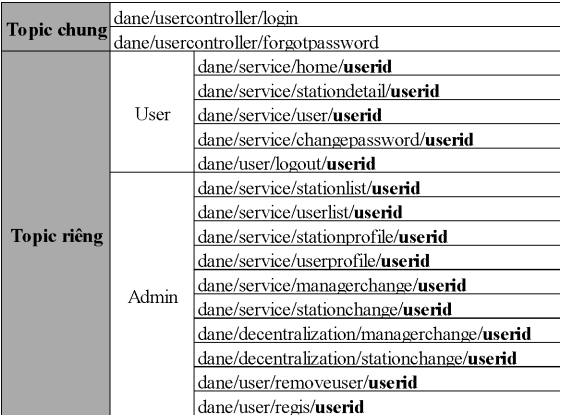 Topic chung
dane/usercontroller/login
dane/usercontroller/forgotpassword
Topic riêng
User
dane/service/home/userid
dane/service/stationdetail/userid
dane/service/user/userid
dane/service/changepassword/userid
dane/user/logout/userid
Admin
dane/service/stationlist/userid
dane/service/userlist/userid
dane/service/stationprofile/userid
dane/service/userprofile/userid
dane/service/managerchange/userid
dane/service/stationchange/userid
dane/decentralization/managerchange/userid
dane/decentralization/stationchange/userid
dane/user/removeuser/userid
dane/user/regis/userid